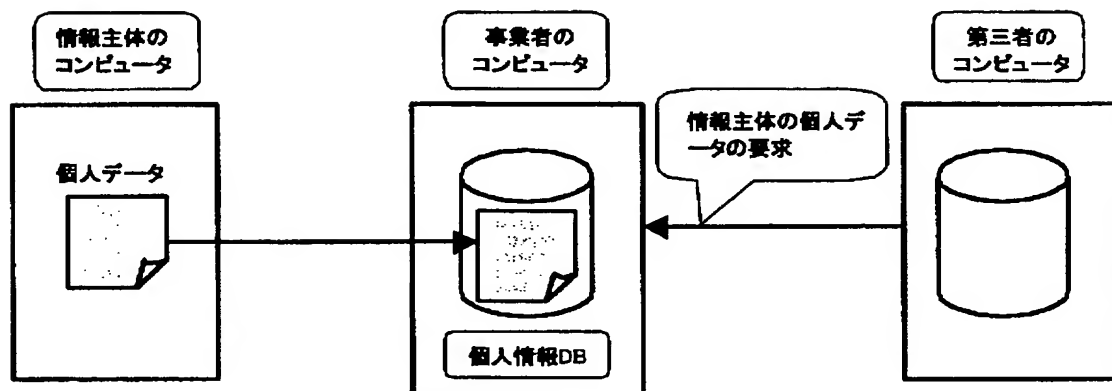 情報主体の
コンピュータ
事業者の
コンピュータ
第三者の
コンピュータ
情報主体の個人デ
ータの要求
個人データ
個人情報DB